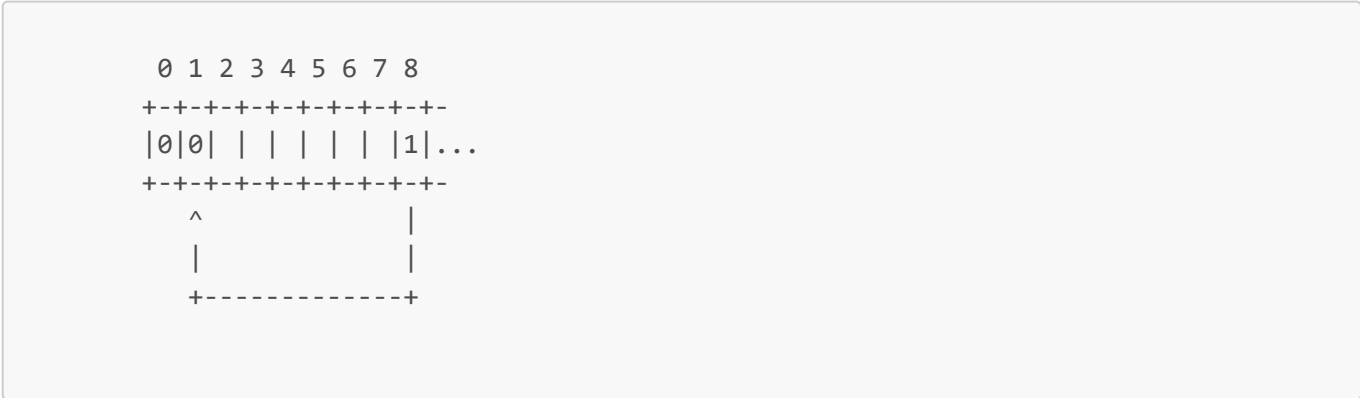 0 1 2 3 4 5 6 7 8
+-+-+-+-+-+-+-+-+-+-
|0|0| | | | | | |1|...
+-+-+-+-+-+-+-+-+-+-
   ^             |
   |             |
   +-------------+